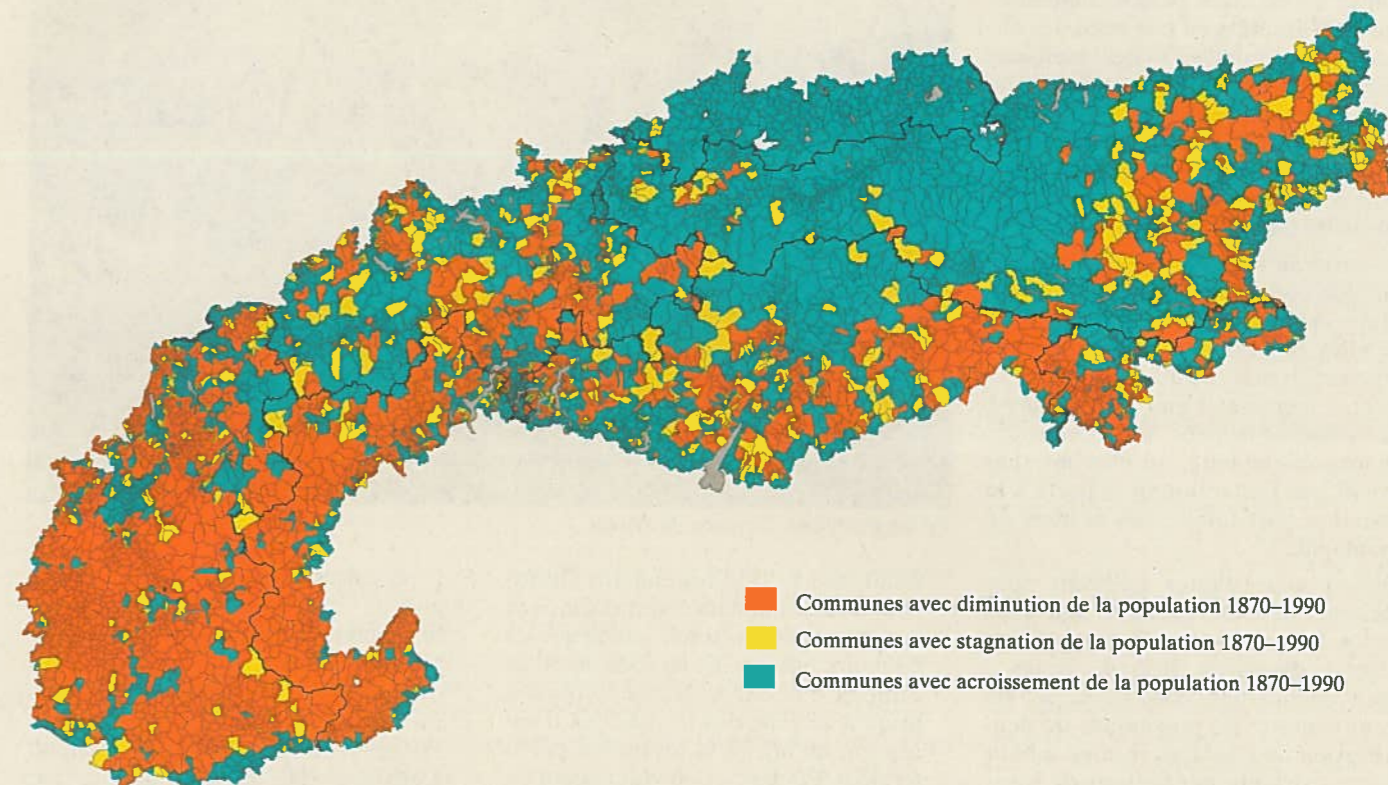 Communes avec diminution de la population 1870–1990
Communes avec stagnation de la population 1870–1990
Communes avec acroissement de la population 1870–1990